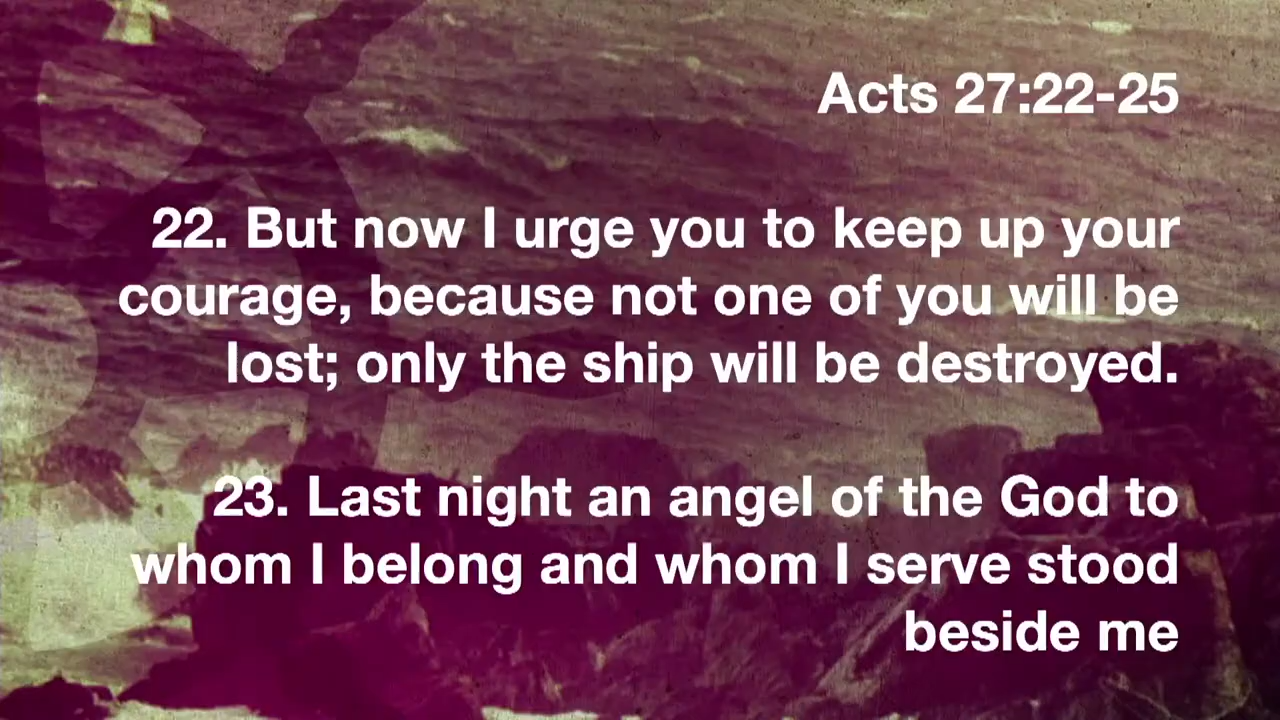 Acts 27:22-25
22. But now I urge you to keep up your
courage, because not one of you will be
lost; only the ship will be destroyed.
23. Last night an angel of the God to
whom I belong and whom I serve stood
beside me